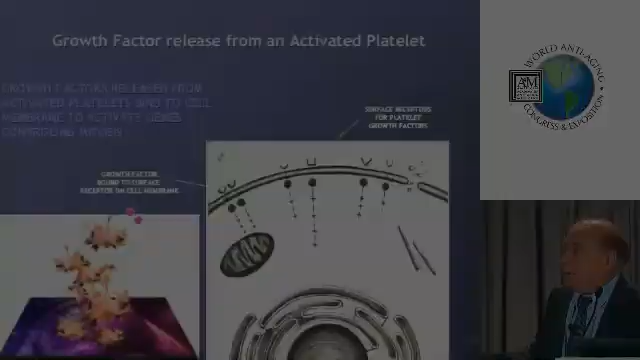 Growth Factor release from an Activated Platelet
GROWTH FACTORS RELEASED FROM
ACTIVATED PLATELETS BIND TO CELL
MEMBRANE TO ACTIVATE GENES
CONTROLLING
SURFACE RECEPTORS
FOR PLATELET
GROWTH FACTORS
GROWTH FACTOR
BOUND TO SURFACE
RECEPTOR ON CELL MEMBRANE
WORLD ANTI-AGING
A4M
CONGRESS & EXPOSITION